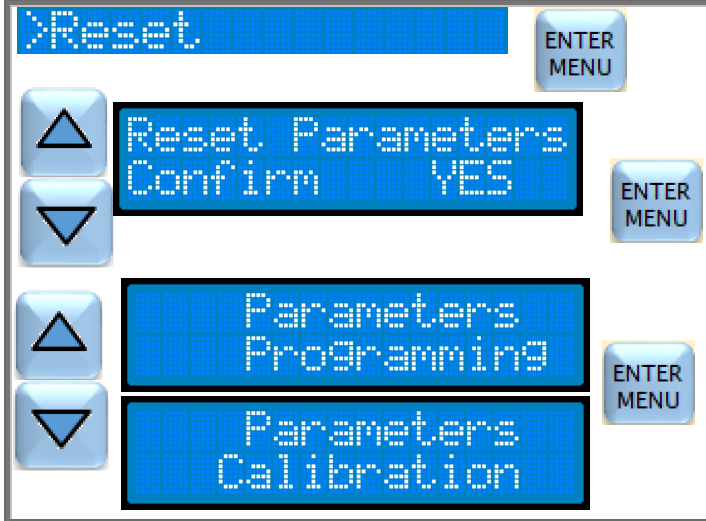 >Reset
ENTER
MENU
Reset Parameters
Confirm YES
ENTER
MENU
Parameters
Programming
ENTER
MENU
Parameters
Calibration